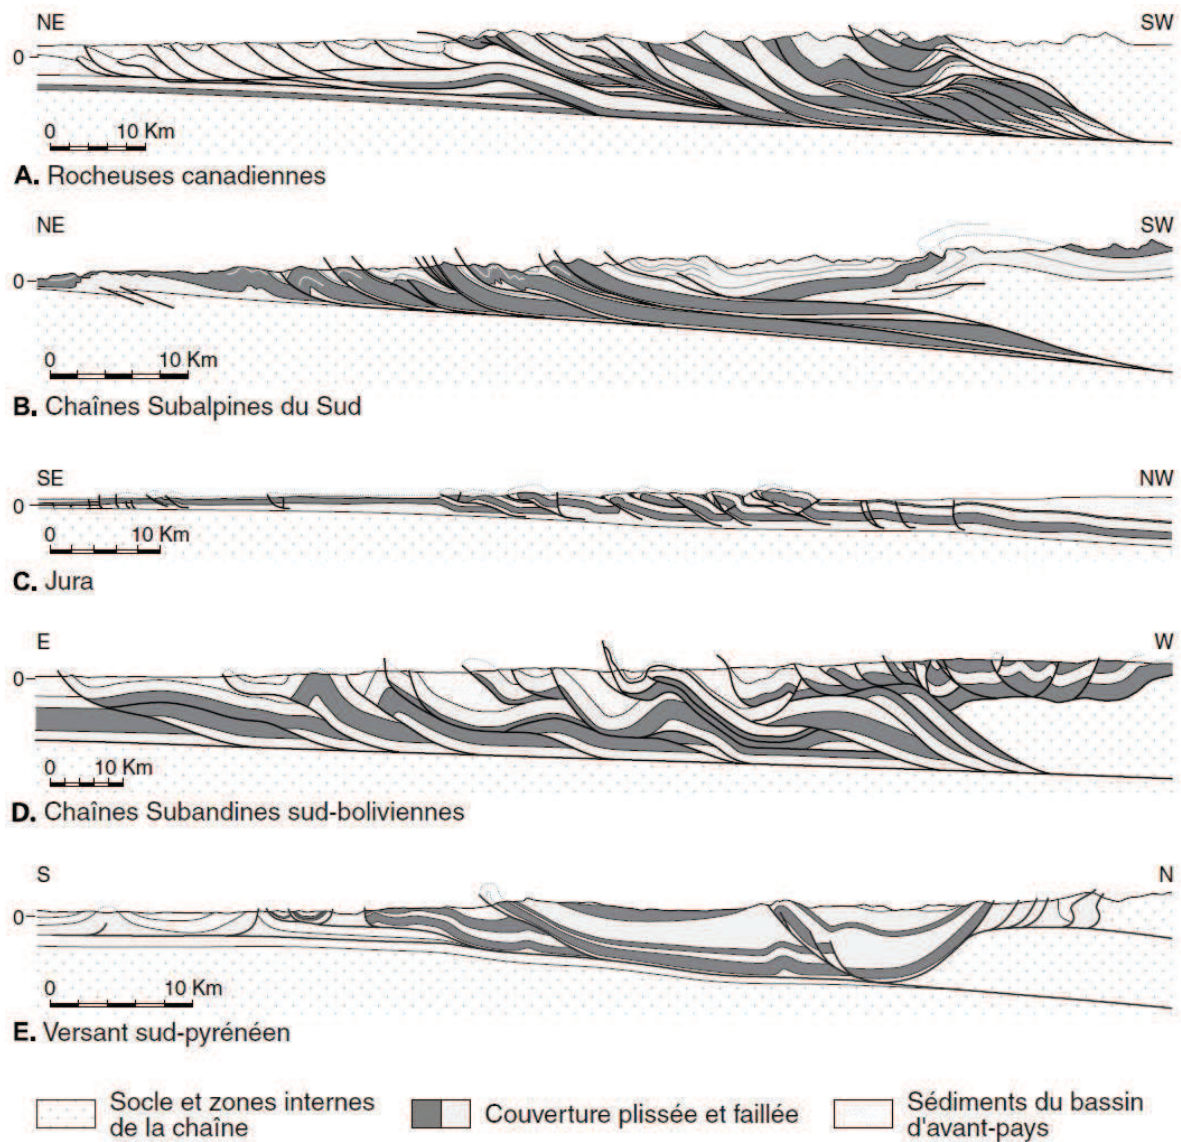 NE SW
0
0 10 Km
A. Rocheuses canadiennes
NE SW
0
0 10 Km
B. Chaînes Subalpines du Sud
SE NW
0
0 10 Km
C. Jura
E W
0
0 10 Km
D. Chaînes Subandines sud-boliviennes
S N
0
0 10 Km
E. Versant sud-pyrénéen
Socle et zones internes
de la chaîne
Couverture plissée et faillée
Sédiments du bassin
d'avant-pays